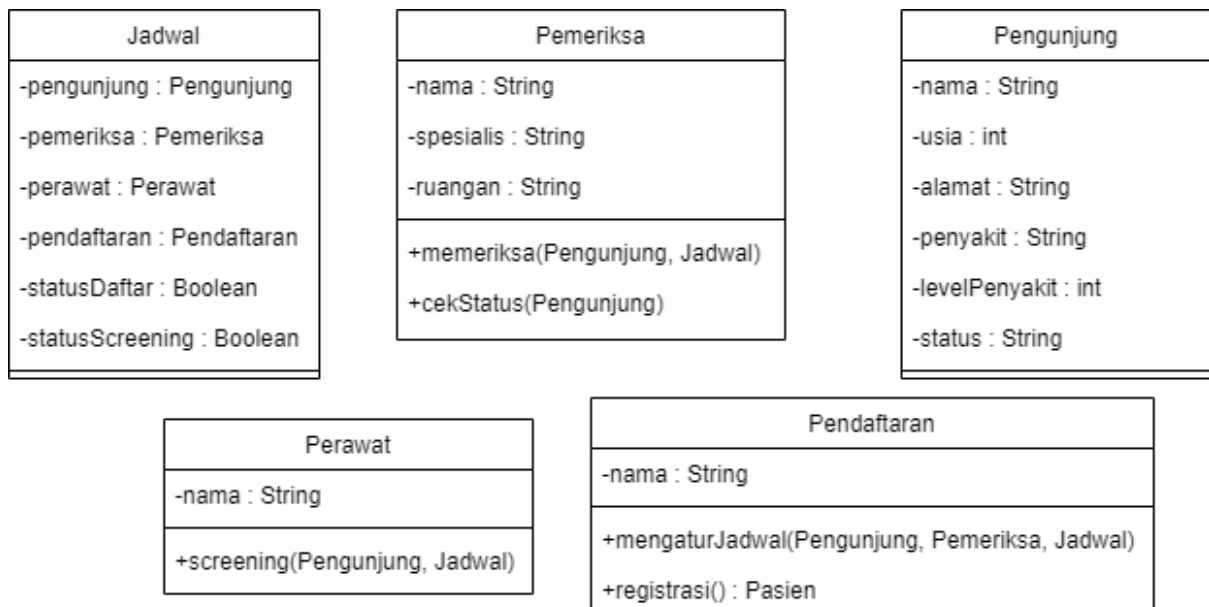 Jadwal
-pengunjung : Pengunjung
-pemeriksa : Pemeriksa
-perawat : Perawat
-pendaftaran : Pendaftaran
-statusDaftar : Boolean
-statusScreening : Boolean
Pemeriksa
-nama : String
-spesialis : String
-ruangan : String
+memeriksa(Pengunjung, Jadwal)
+cekStatus(Pengunjung)
Pengunjung
-nama : String
-usia : int
-alamat : String
-penyakit : String
-levelPenyakit : int
-status : String
Perawat
-nama : String
+screening(Pengunjung, Jadwal)
Pendaftaran
-nama : String
+mengaturJadwal(Pengunjung, Pemeriksa, Jadwal)
+registrasi() : Pasien